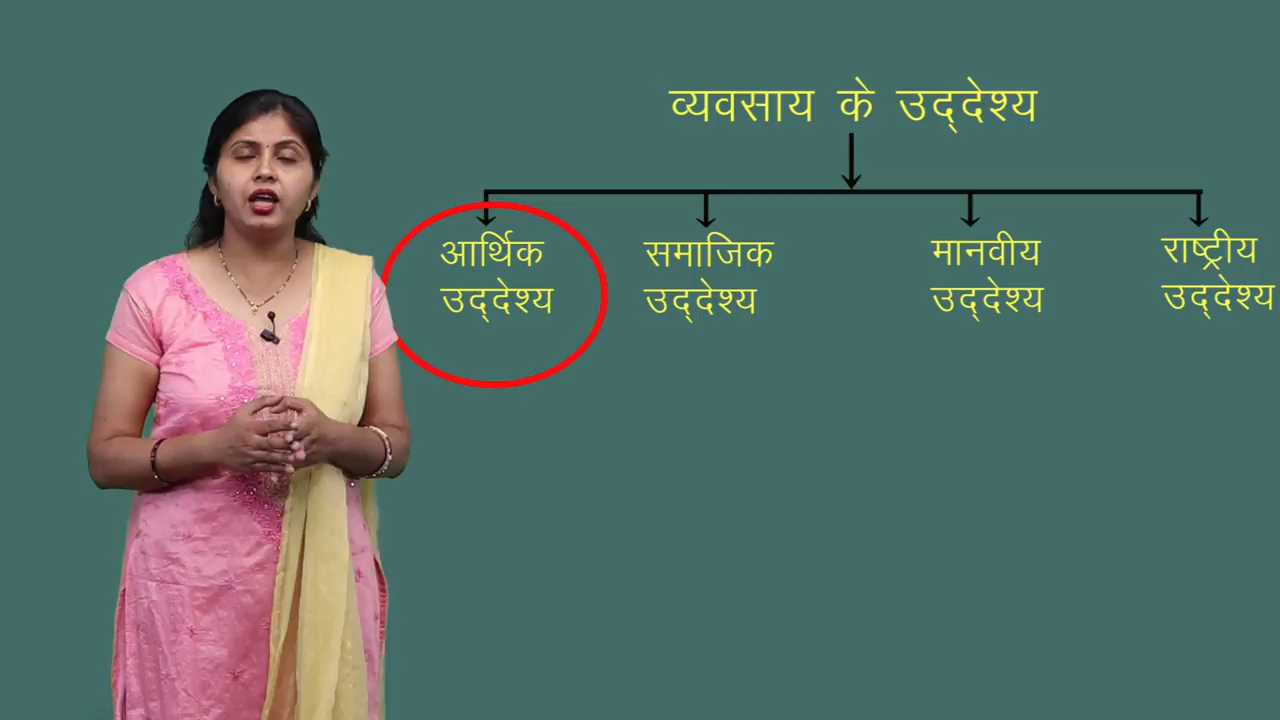 व्यवसाय के उद्देश्य
आर्थिक उद्देश्य
समाजिक उद्देश्य
मानवीय उद्देश्य
राष्ट्रीय उद्देश्य